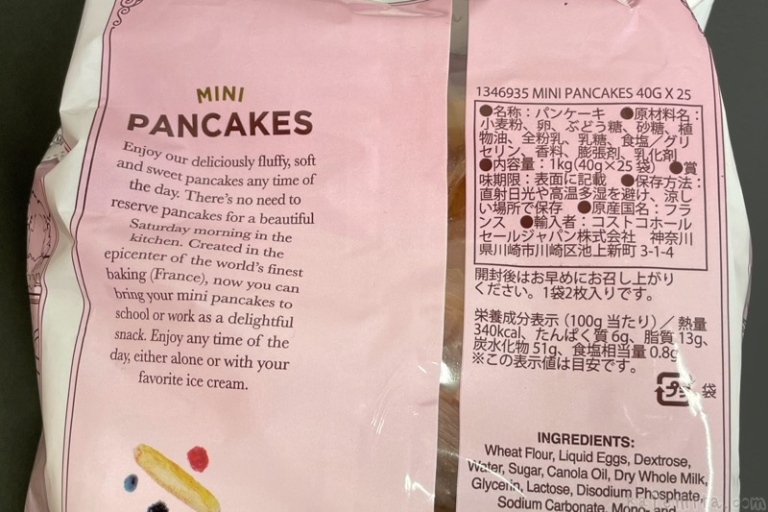 MINI
PANCAKES
Enjoy our deliciously fluffy, soft
and sweet pancakes any time of
the day. There's no need to
reserve pancakes for a beautiful
Saturday morning in the
kitchen. Created in the
epicenter of the world's finest
baking (France), now you can
bring your mini pancakes to
school or work as a delightful
snack. Enjoy any time of the
day, either alone or with your
favorite ice cream.
1346935 MINI PANCAKES 40G X 25
●名称：パンケーキ ●原材料名：
小麦粉、卵、ぶどう糖、砂糖、植
物油、全粉乳、乳糖、食塩／グリ
セリン、香料、膨張剤、乳化剤
●内容量：1kg(40g×25袋) ●賞
味期限：表面に記載 ●保存方法：
直射日光や高温多湿を避け、涼し
い場所で保存 ●原産国名：フラ
ンス ●輸入者：コストコホール
セールジャパン株式会社 神奈川
県川崎市川崎区池上新町 3-1-4
開封後はお早めにお召し上がり
ください。1袋2枚入りです。
栄養成分表示（100g 当たり）／熱量
340kcal、たんぱく質 6g、脂質 13g、
炭水化物 51g、食塩相当量 0.8g
※この表示値は目安です。
プラ 袋
INGREDIENTS:
Wheat Flour, Liquid Eggs, Dextrose,
Water, Sugar, Canola Oil, Dry Whole Milk,
Glycerin, Lactose, Disodium Phosphate,
Sodium Carbonate, Mono- and